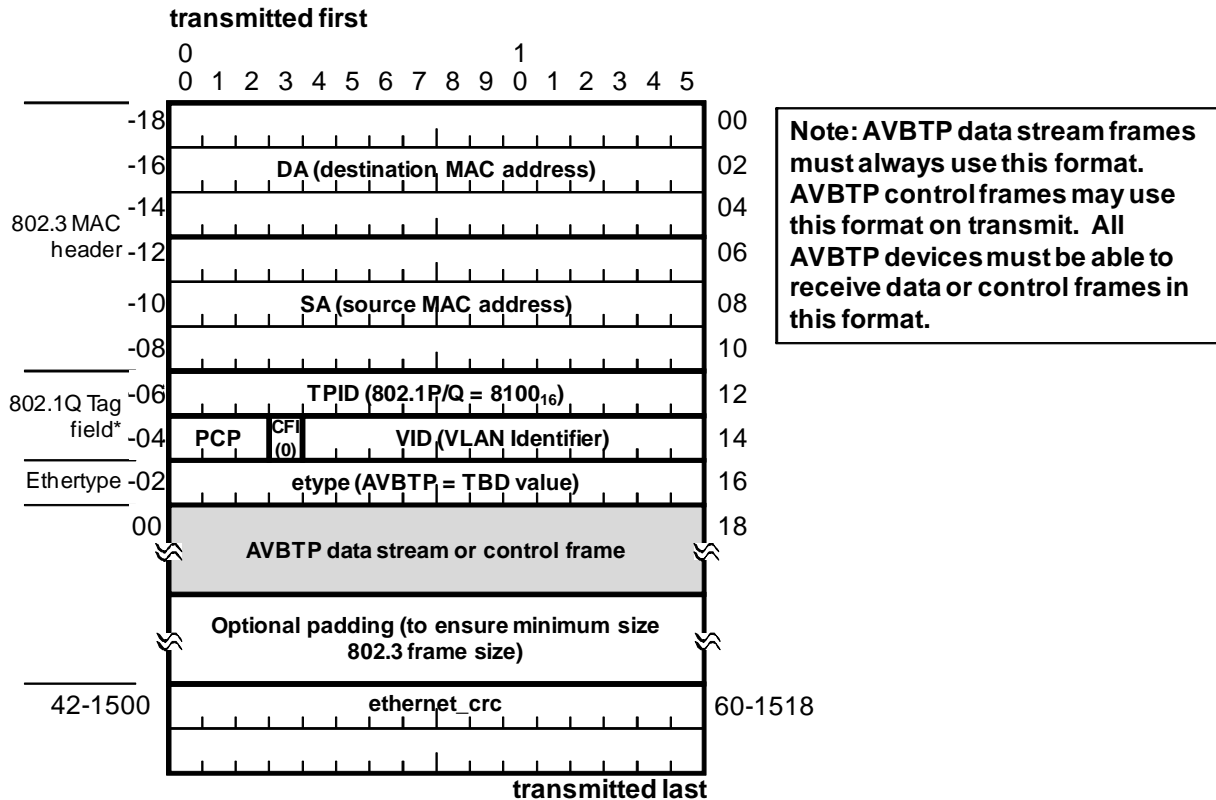 transmitted first
0 1
0 1 2 3 4 5 6 7 8 9 0 1 2 3 4 5
-18 00
-16 DA (destination MAC address) 02
-14 04
802.3 MAC
header -12 06
-10 SA (source MAC address) 08
-08 10
Note: AVBTP data stream frames
must always use this format.
AVBTP control frames may use
this format on transmit. All
AVBTP devices must be able to
receive data or control frames in
this format.
802.1Q Tag
field*
-06 TPID (802.1P/Q = 8100₁₆) 12
-04 PCP CFI (0) VID (VLAN Identifier) 14
Ethertype -02 etype (AVBTP = TBD value) 16
00 18
AVBTP data stream or control frame
Optional padding (to ensure minimum size
802.3 frame size)
42-1500 ethernet_crc 60-1518
transmitted last